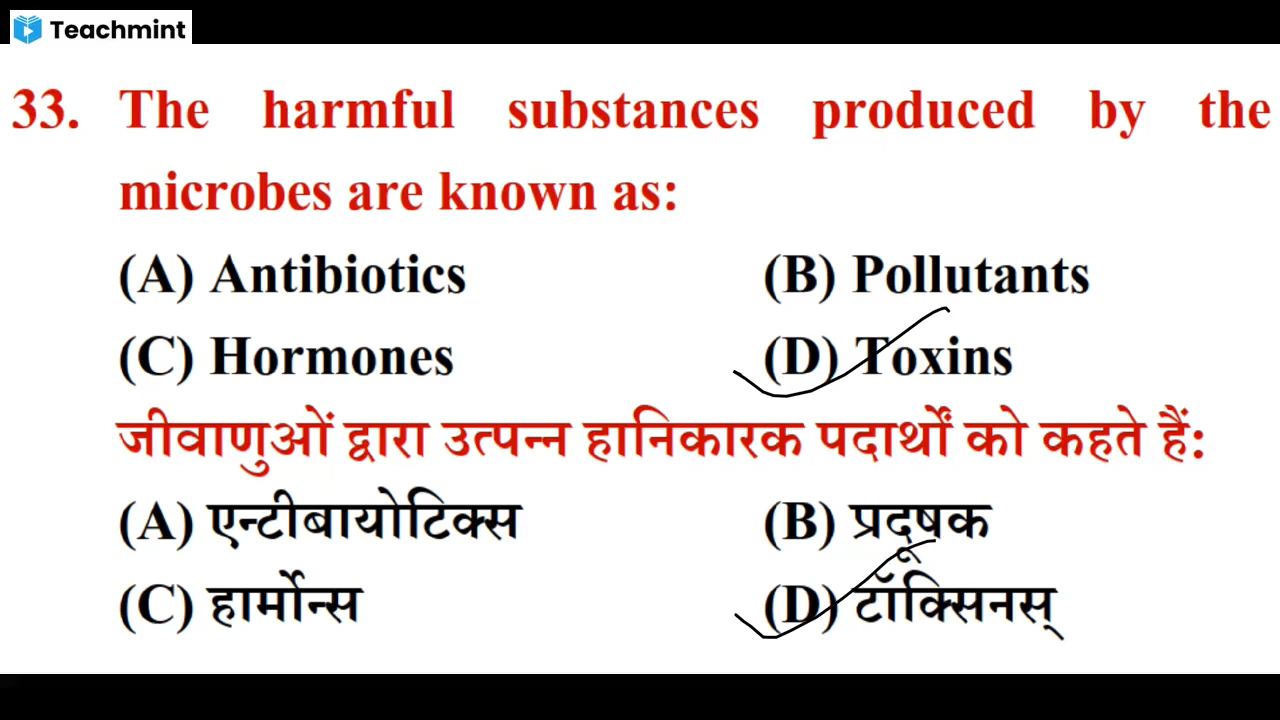 Teachmint
33. The harmful substances produced by the
microbes are known as:
(A) Antibiotics (B) Pollutants
(C) Hormones (D) Toxins
जीवाणुओं द्वारा उत्पन्न हानिकारक पदार्थों को कहते हैं:
(A) एन्टीबायोटिक्स (B) प्रदूषक
(C) हार्मोन्स (D) टॉक्सिनस्